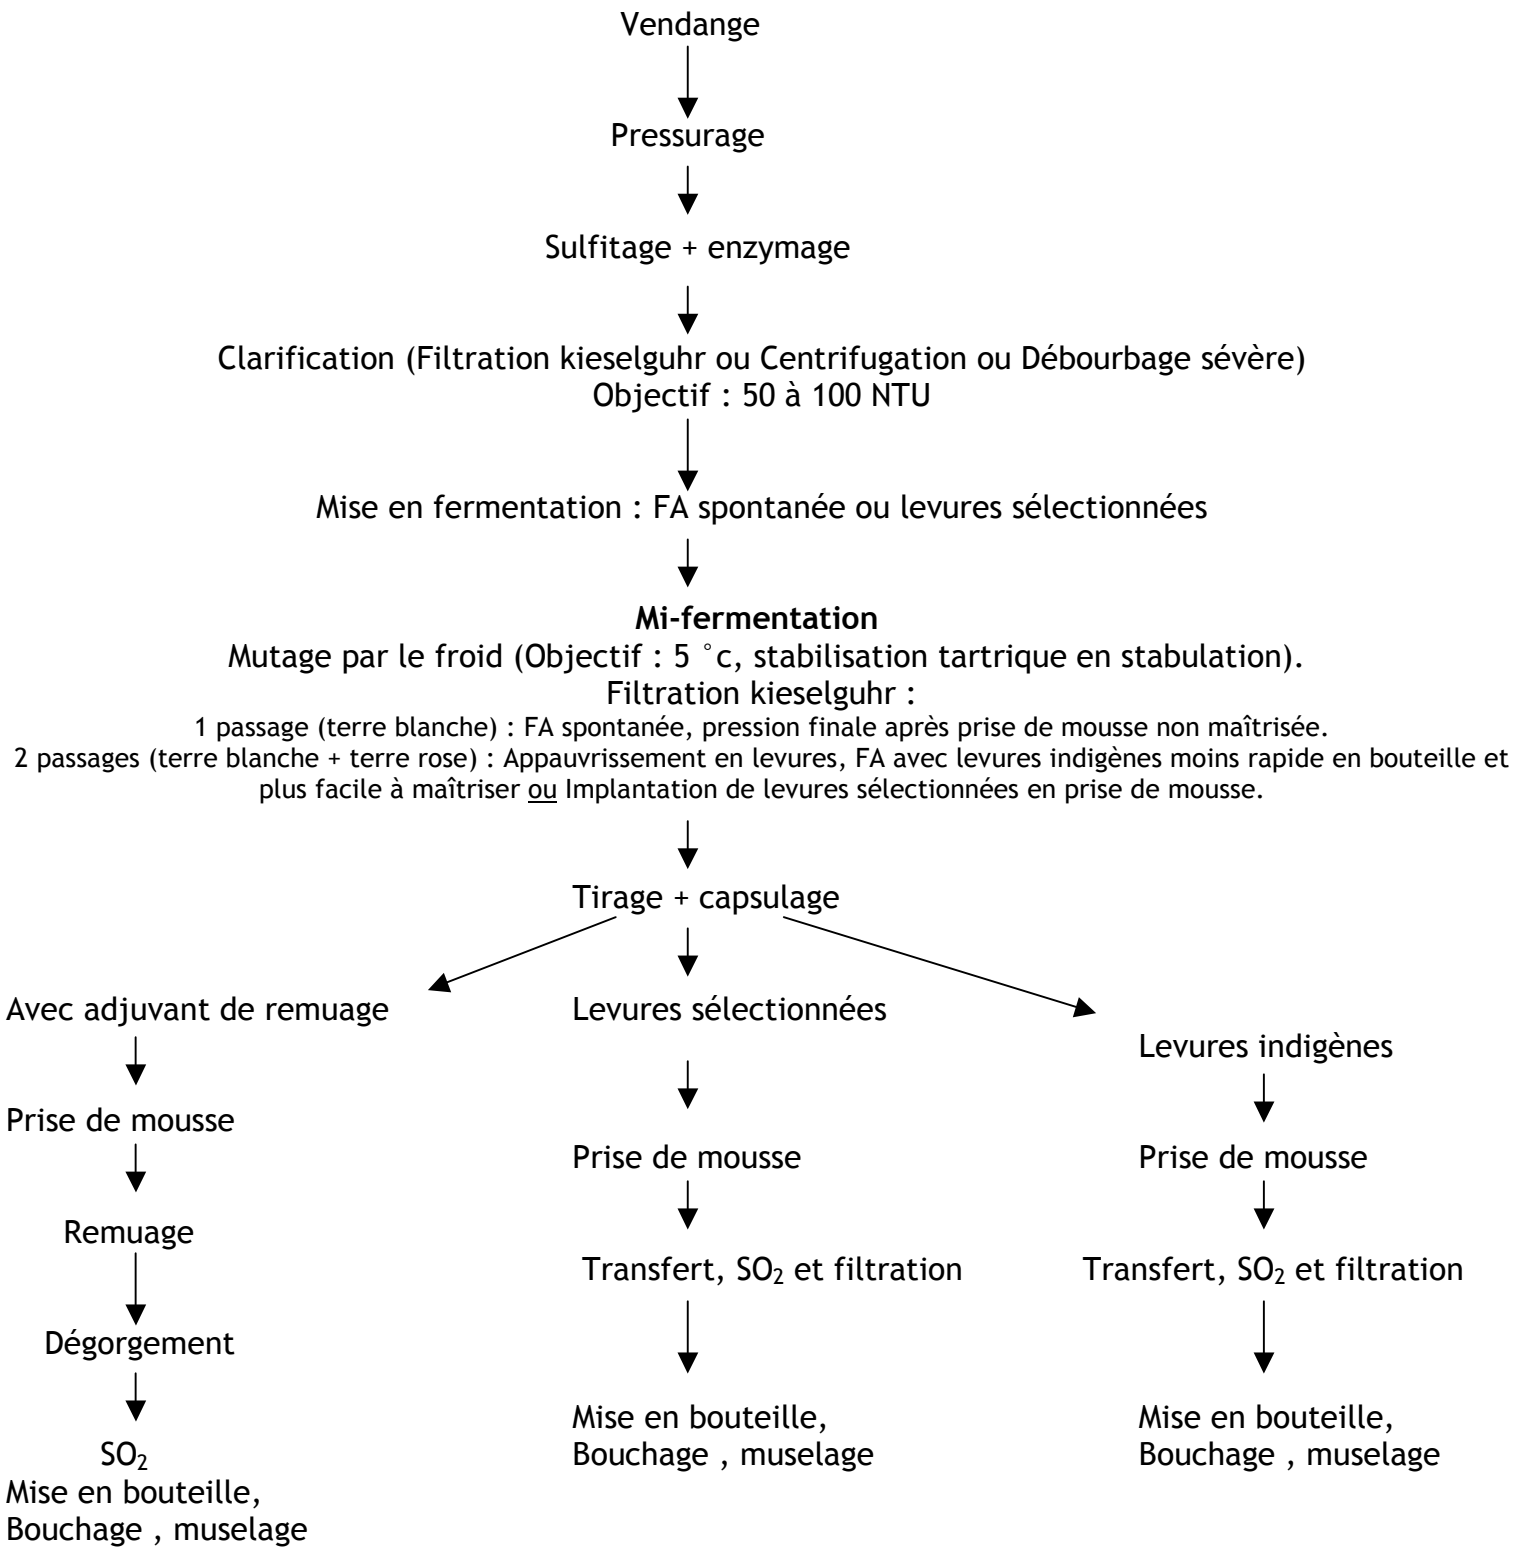 Vendange
Pressurage
Sulfitage + enzymage
Clarification (Filtration kieselguhr ou Centrifugation ou Débourbage sévère)
Objectif : 50 à 100 NTU
Mise en fermentation : FA spontanée ou levures sélectionnées
Mi-fermentation
Mutage par le froid (Objectif : 5 °c, stabilisation tartrique en stabulation).
Filtration kieselguhr :
1 passage (terre blanche) : FA spontanée, pression finale après prise de mousse non maîtrisée.
2 passages (terre blanche + terre rose) : Appauvrissement en levures, FA avec levures indigènes moins rapide en bouteille et
plus facile à maîtriser ou Implantation de levures sélectionnées en prise de mousse.
Tirage + capsulage
Avec adjuvant de remuage
Prise de mousse
Remuage
Dégorgement
SO₂
Mise en bouteille,
Bouchage , muselage
Levures sélectionnées
Prise de mousse
Transfert, SO₂ et filtration
Mise en bouteille,
Bouchage , muselage
Levures indigènes
Prise de mousse
Transfert, SO₂ et filtration
Mise en bouteille,
Bouchage , muselage